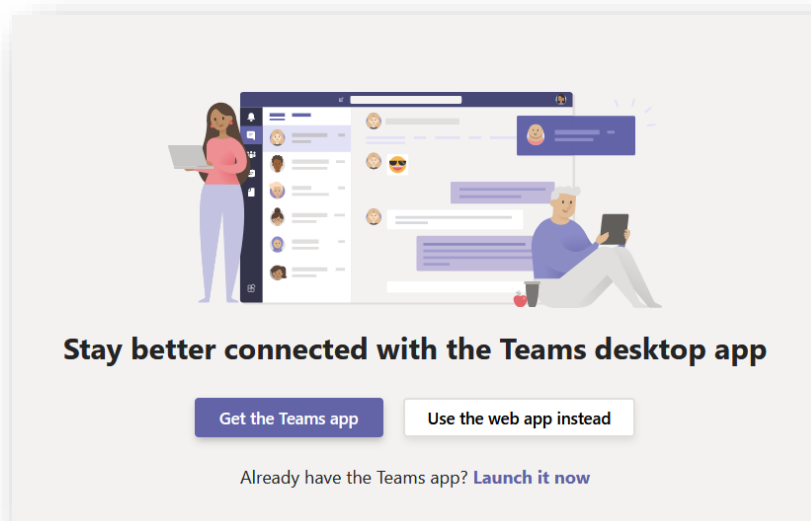 Stay better connected with the Teams desktop app
Get the Teams app
Use the web app instead
Already have the Teams app? Launch it now